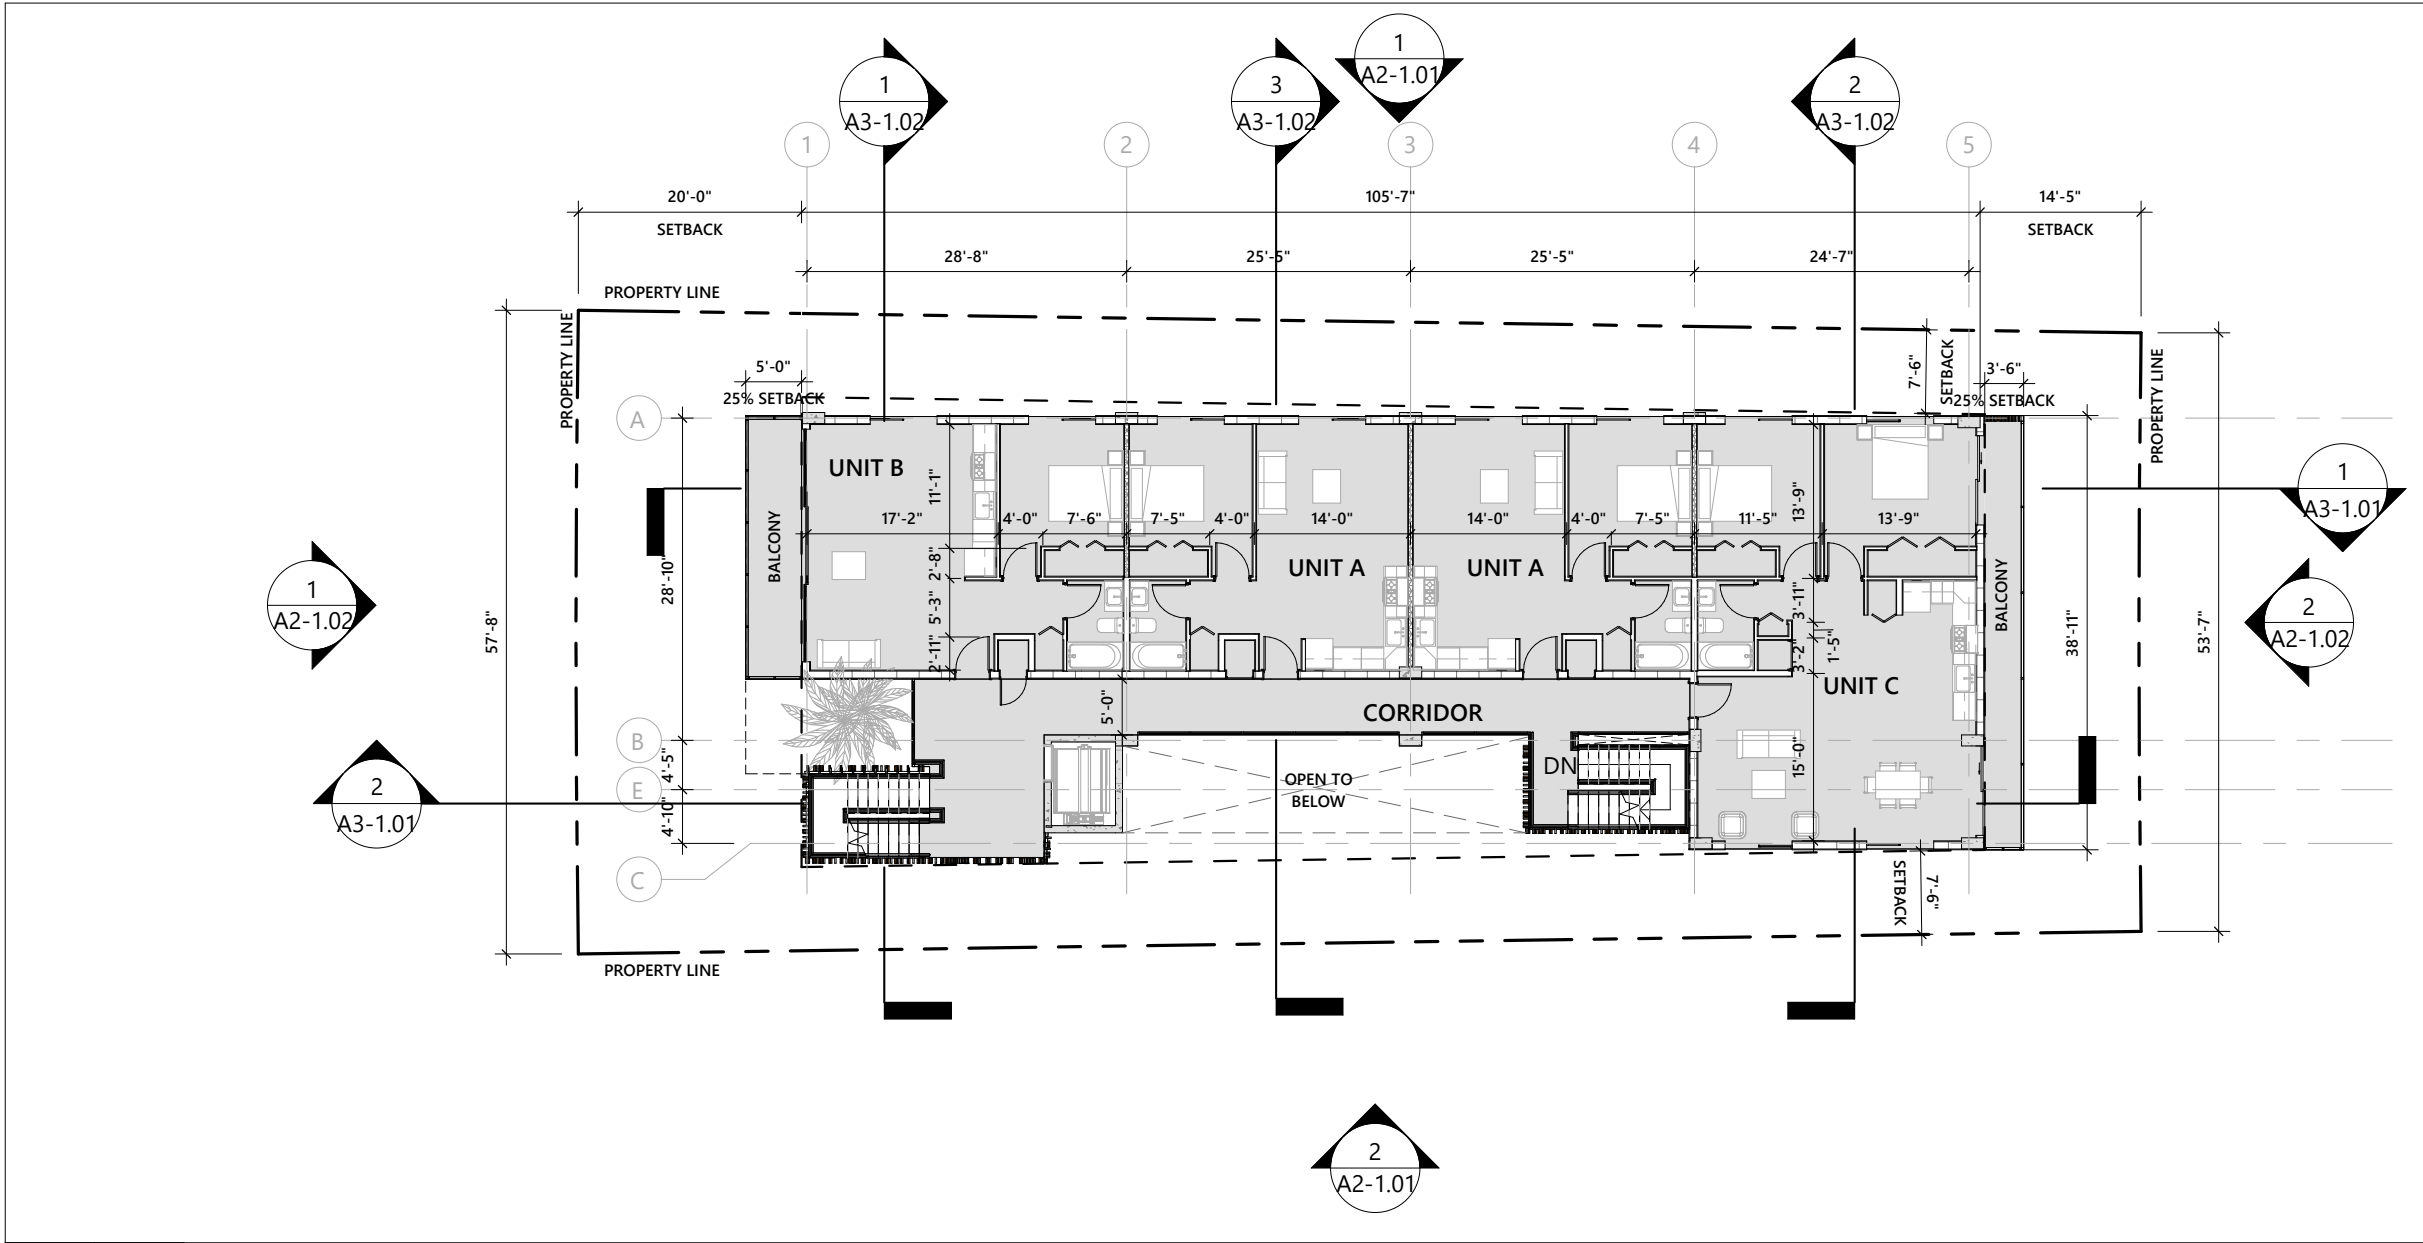 1
A2-1.01
1
A3-1.02
3
A3-1.02
2
A3-1.02
1
2
3
4
5
20'-0"
105'-7"
14'-5"
SETBACK
SETBACK
28'-8"
25'-5"
25'-5"
24'-7"
PROPERTY LINE
PROPERTY LINE
5'-0"
25% SETBACK
7'-6"
SETBACK
3'-6"
25% SETBACK
PROPERTY LINE
A
UNIT B
11'-1"
13'-9"
1
A3-1.01
17'-2"
4'-0"
7'-6"
7'-5"
4'-0"
14'-0"
14'-0"
4'-0"
7'-5"
11'-5"
13'-9"
BALCONY
2'-8"
UNIT A
UNIT A
BALCONY
28'-10"
1
A2-1.02
5'-3"
3'-11"
2
A2-1.02
57'-8"
38'-11"
53'-7"
2'-11"
3'-2"
1'-5"
UNIT C
5'-0"
CORRIDOR
B
4'-5"
15'-0"
DN
OPEN TO
BELOW
E
2
A3-1.01
4'-10"
C
SETBACK
7'-6"
PROPERTY LINE
2
A2-1.01